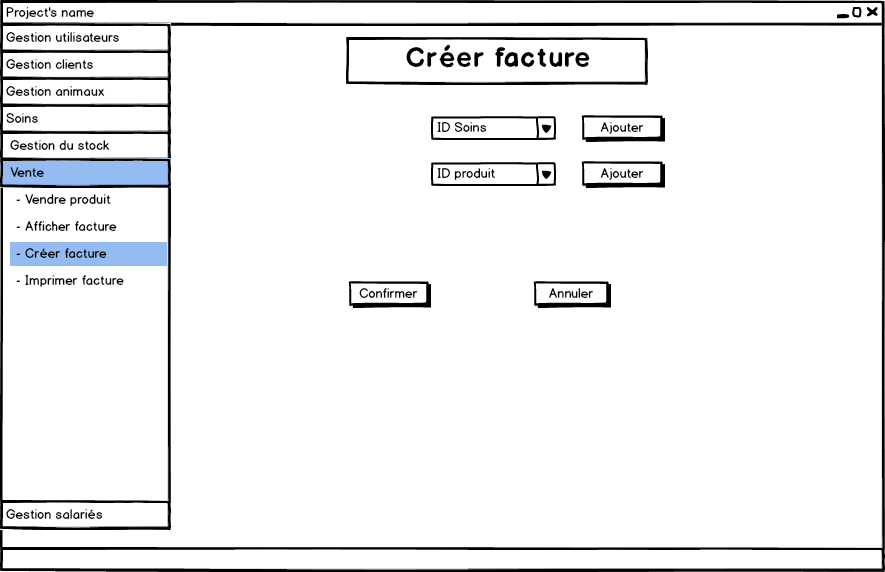 Project's name
Gestion utilisateurs
Gestion clients
Gestion animaux
Soins
Gestion du stock
Vente
- Vendre produit
- Afficher facture
- Créer facture
- Imprimer facture
Gestion salariés
Créer facture
ID Soins
Ajouter
ID produit
Ajouter
Confirmer
Annuler